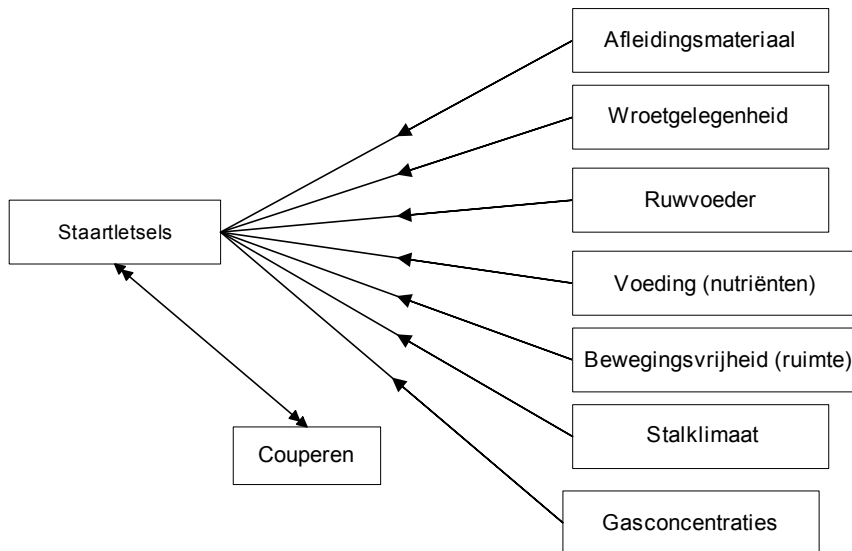 Afleidingsmateriaal
Wroetgelegenheid
Ruwvoeder
Staartletsels
Voeding (nutriënten)
Bewegingsvrijheid (ruimte)
Stalklimaat
Couperen
Gasconcentraties